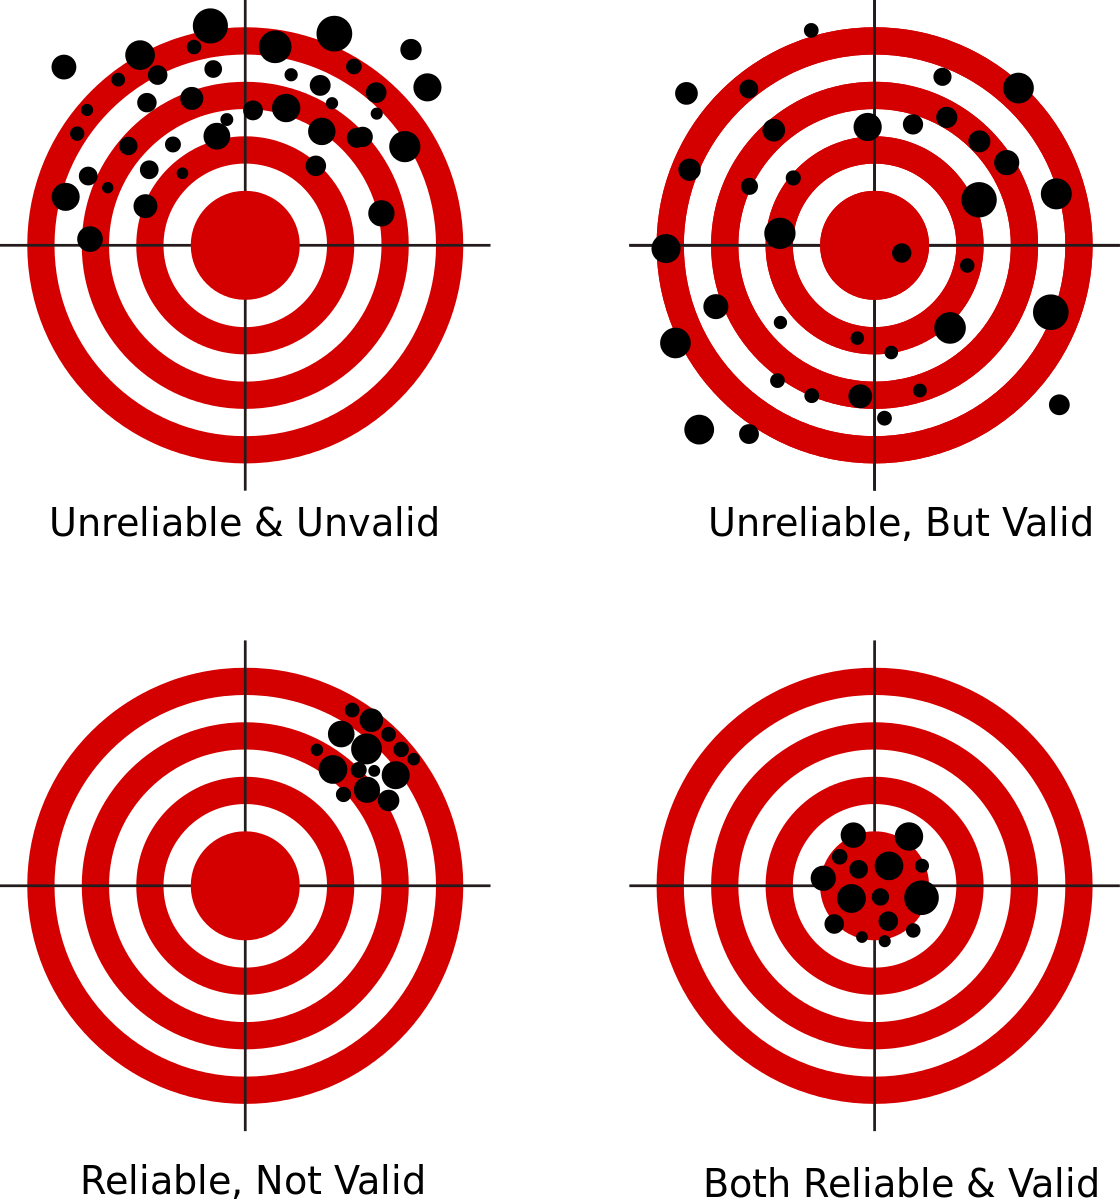 Unreliable & Unvalid
Unreliable, But Valid
Reliable, Not Valid
Both Reliable & Valid